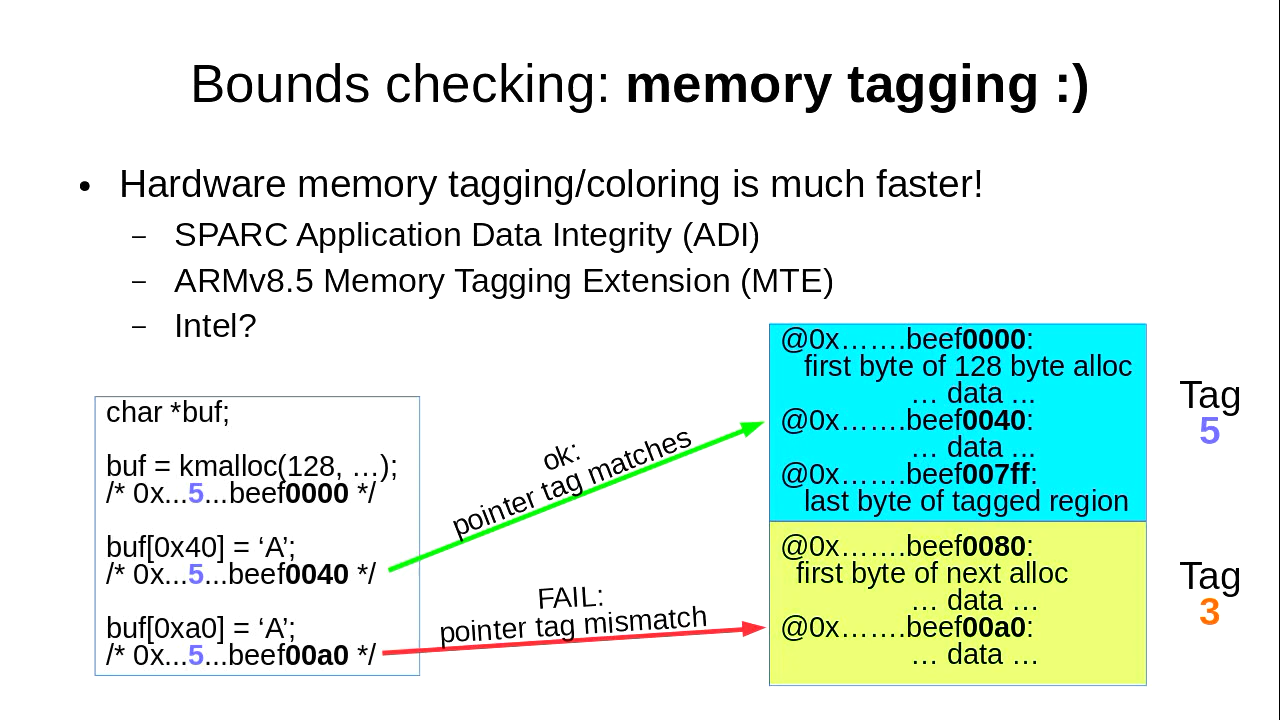 Bounds checking: memory tagging :)
• Hardware memory tagging/coloring is much faster!
– SPARC Application Data Integrity (ADI)
– ARMv8.5 Memory Tagging Extension (MTE)
– Intel?
char *buf;
buf = kmalloc(128, …);
/* 0x...5...beef0000 */
buf[0x40] = ‘A’;
/* 0x...5...beef0040 */
buf[0xa0] = ‘A’;
/* 0x...5...beef00a0 */
ok:
pointer tag matches
FAIL:
pointer tag mismatch
@0x…….beef0000:
first byte of 128 byte alloc
… data ...
@0x…….beef0040:
… data ...
@0x…….beef007ff:
last byte of tagged region
@0x…….beef0080:
first byte of next alloc
… data …
@0x…….beef00a0:
… data …
Tag
5
Tag
3